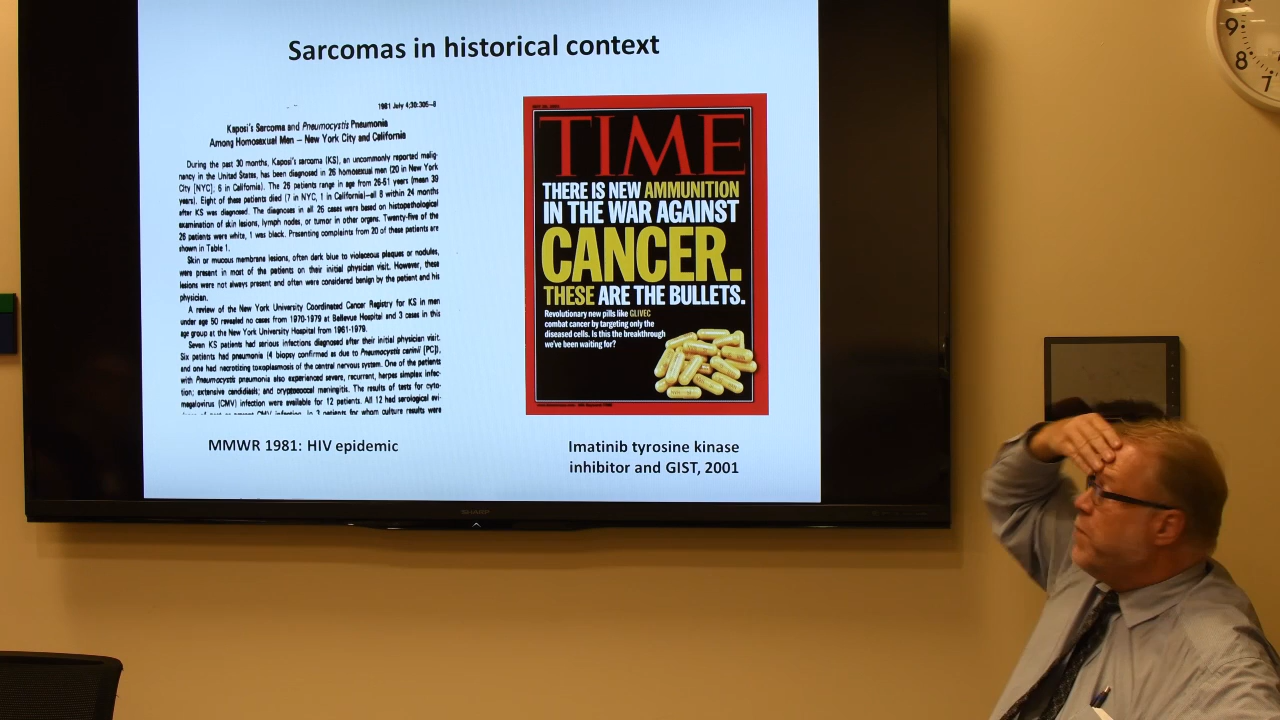 Sarcomas in historical context
1981 July 4;30:305–8
Kaposi's Sarcoma and Pneumocystis Pneumonia
Among Homosexual Men – New York City and California
During the past 30 months, Kaposi's sarcoma (KS), an uncommonly reported malig-
nancy in the United States, has been diagnosed in 26 homosexual men (20 in New York
City [NYC], 6 in California). The 26 patients range in age from 26-51 years (mean 39
years). Eight of these patients died (7 in NYC, 1 in California)–all 8 within 24 months
after KS was diagnosed. The diagnoses in all 26 cases were based on histopathological
examination of skin lesions, lymph nodes, or tumor in other organs. Twenty-five of the
26 patients were white, 1 was black. Presenting complaints from 20 of these patients are
shown in Table 1.
Skin or mucous membrane lesions, often dark blue to violaceous plaques or nodules,
were present in most of the patients on their initial physician visit. However, these
lesions were not always present and often were considered benign by the patient and his
physician.
A review of the New York University Coordinated Cancer Registry for KS in men
under age 50 revealed no cases from 1970-1979 at Bellevue Hospital and 3 cases in this
age group at the New York University Hospital from 1961-1979.
Seven KS patients had serious infections diagnosed after their initial physician visit.
Six patients had pneumonia (4 biopsy confirmed as due to Pneumocystis carinii [PC]),
and one had necrotizing toxoplasmosis of the central nervous system. One of the patients
with Pneumocystis pneumonia also experienced severe, recurrent, herpes simplex infec-
tion; extensive candidiasis; and cryptococcal meningitis. The results of tests for cyto-
megalovirus (CMV) infection were available for 12 patients. All 12 had serological evi-
CMV infection. In 3 patients for whom culture results were
MMWR 1981: HIV epidemic
TIME
THERE IS NEW AMMUNITION
IN THE WAR AGAINST
CANCER.
THESE ARE THE BULLETS.
Revolutionary new pills like GLIVEC
combat cancer by targeting only the
diseased cells. Is this the breakthrough
we've been waiting for?
Imatinib tyrosine kinase
inhibitor and GIST, 2001
SHARP
9
8
7